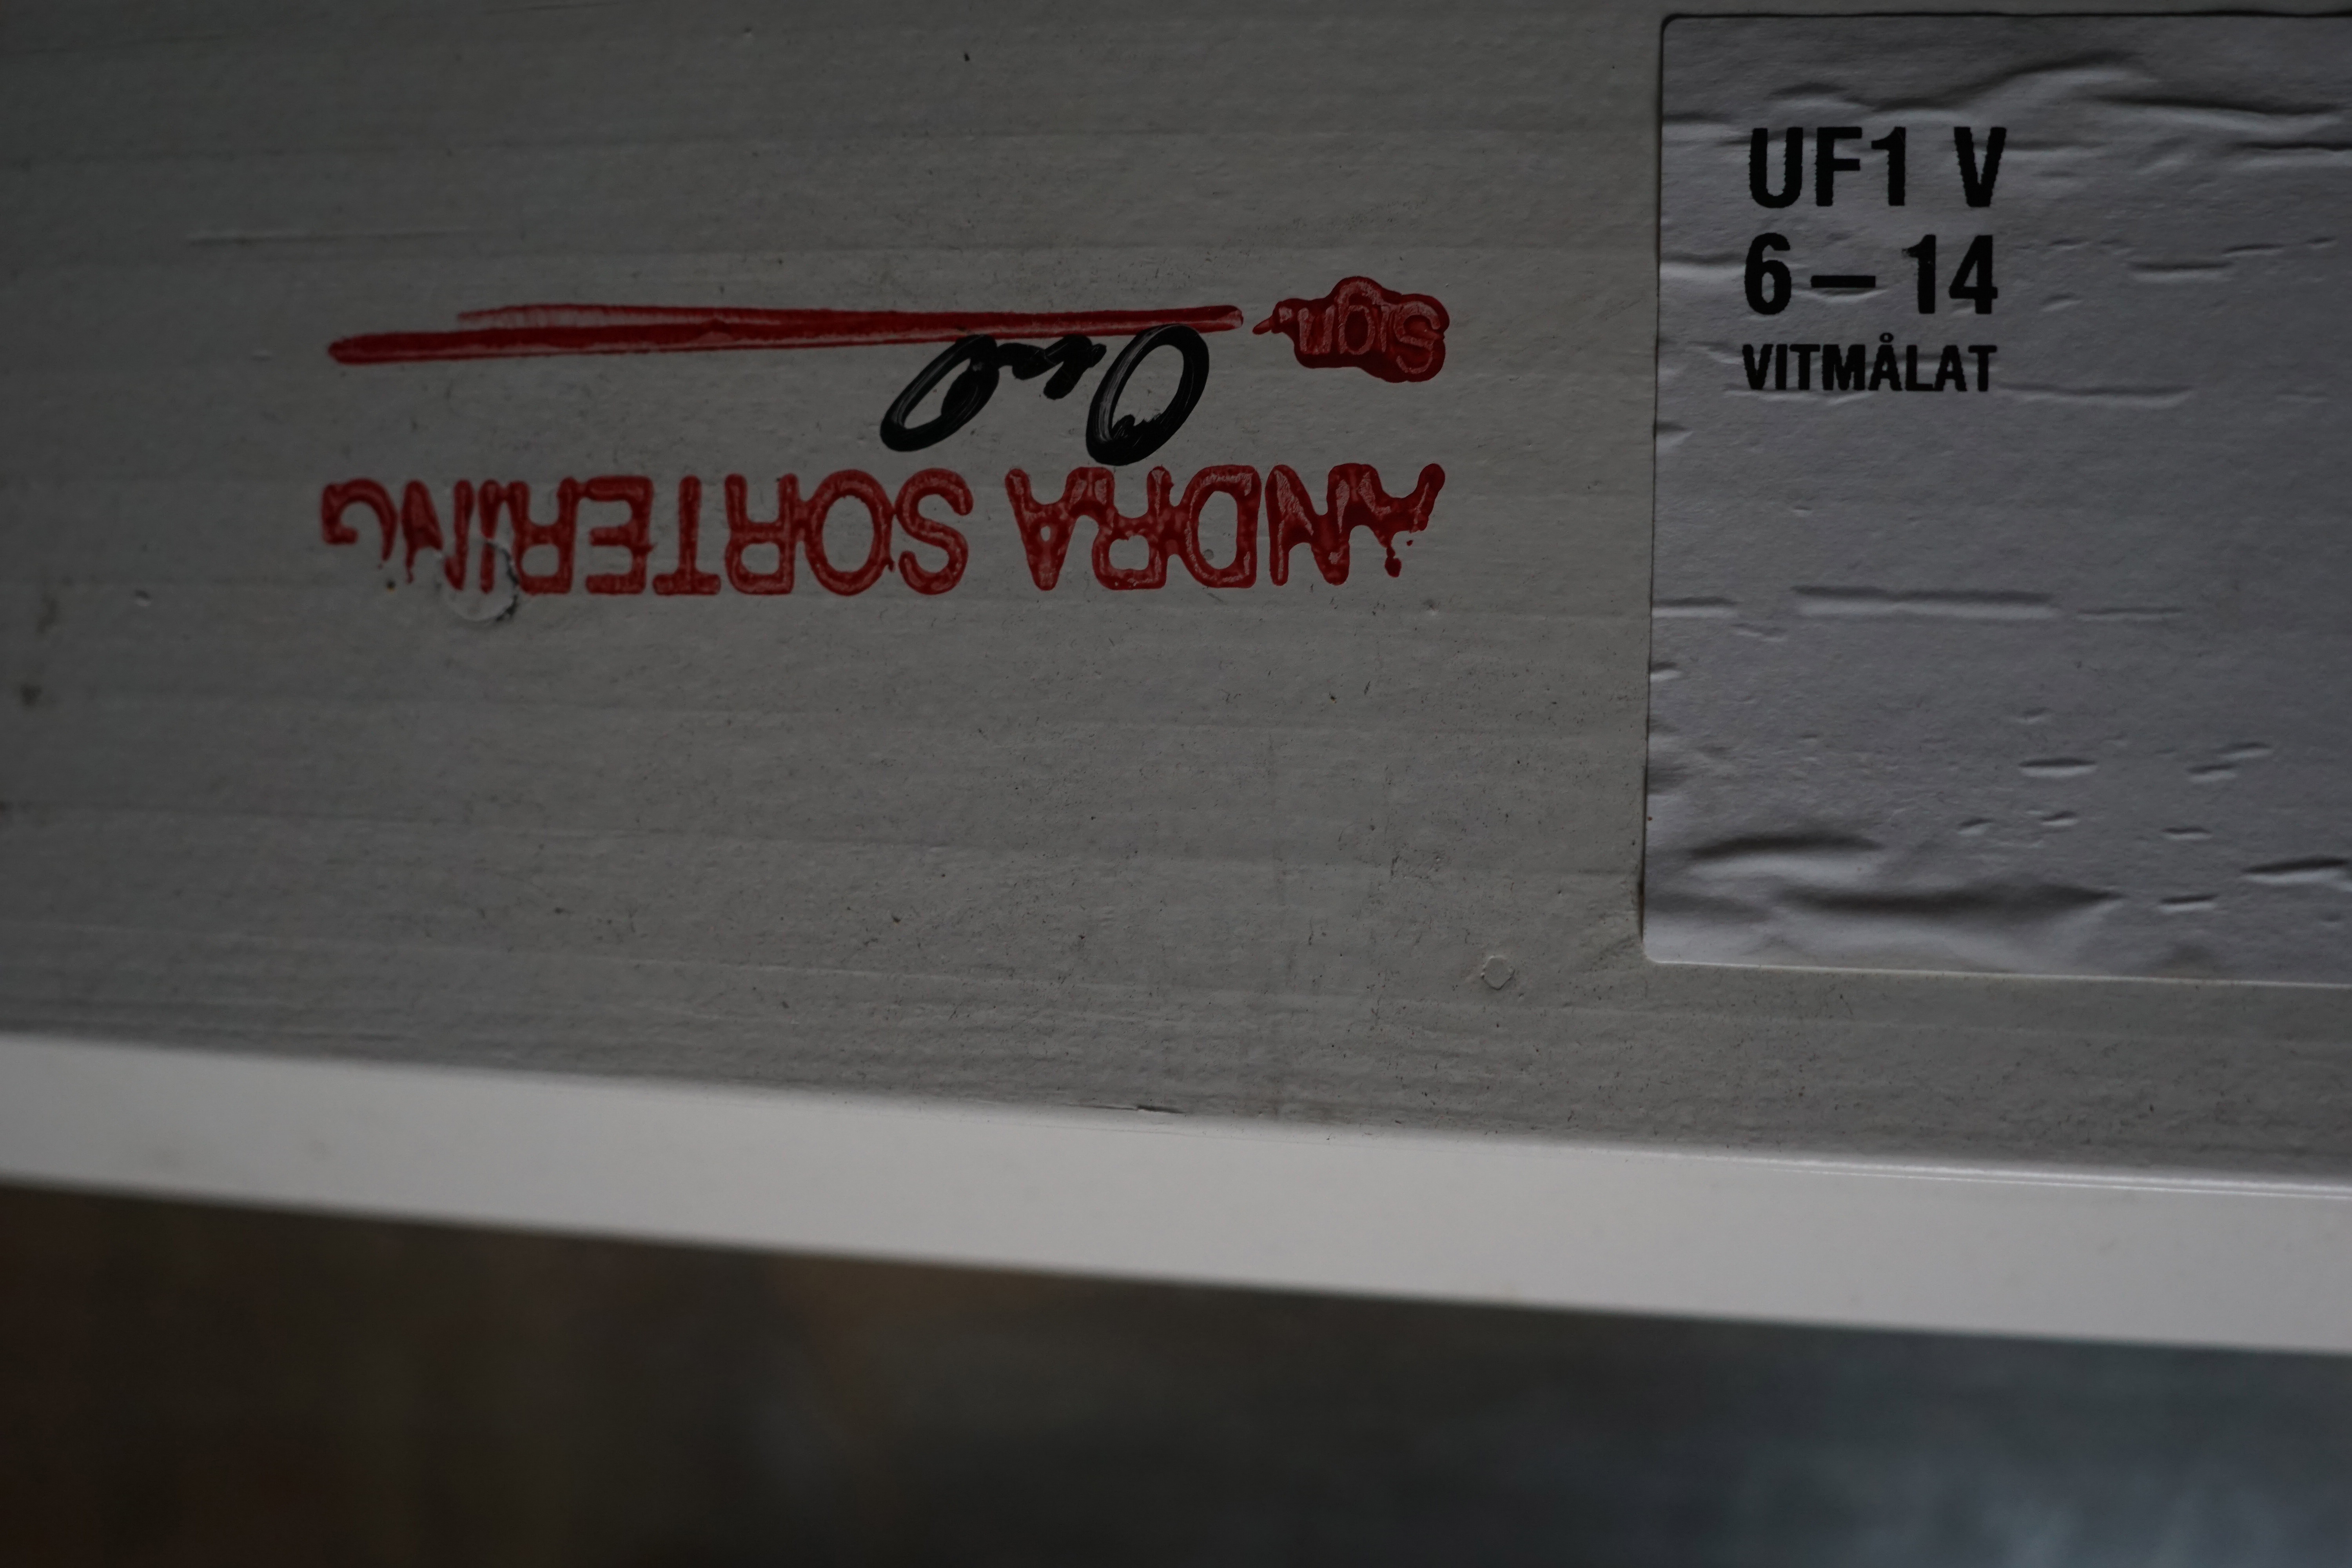 UF1 V
6 – 14
VITMÅLAT
ANDRA SORTERING
Sign.